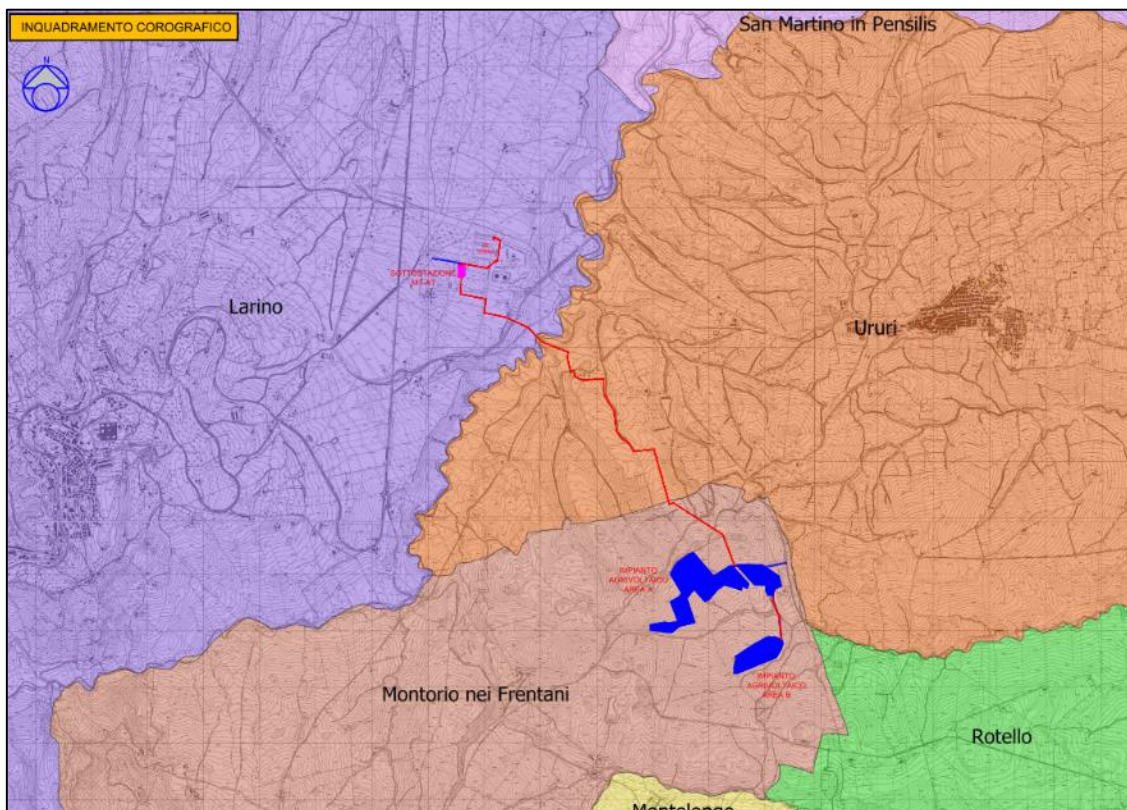 INQUADRAMENTO COROGRAFICO
San Martino in Pensilis
N
SOTTOSTAZIONE
MT-AT
Larino
Ururi
IMPIANTO
AGRIVOLTAICO
AREA A
IMPIANTO
AGRIVOLTAICO
AREA B
Montorio nei Frentani
Rotello
Montelongo